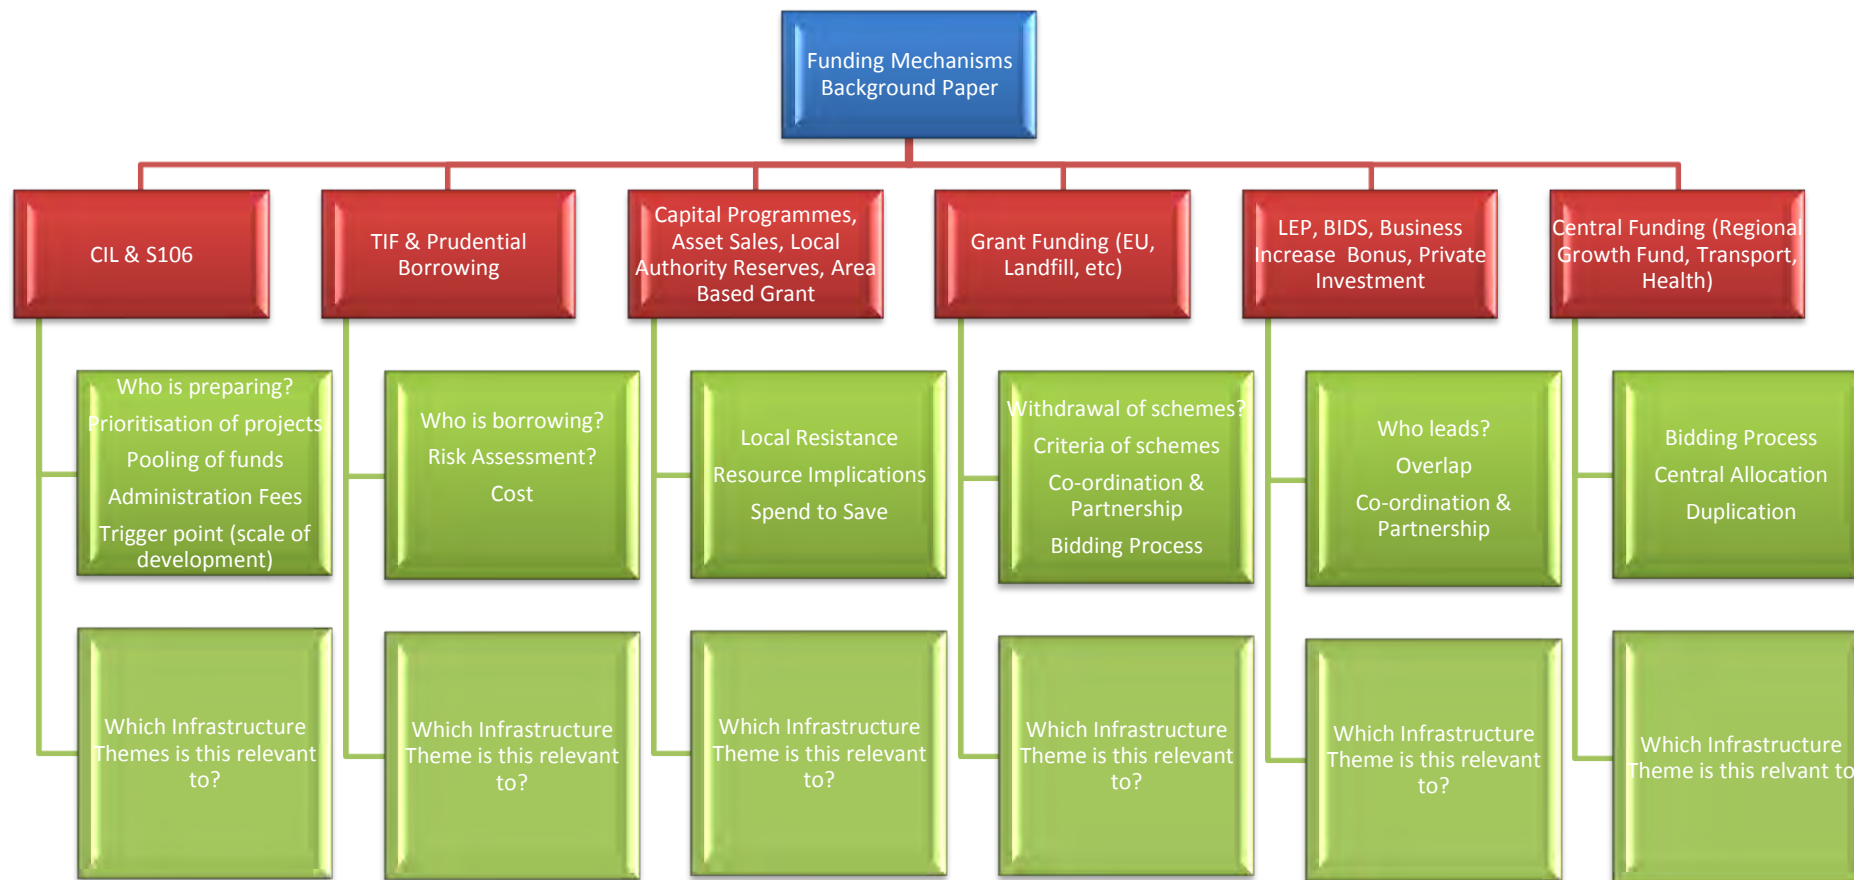 Funding Mechanisms
Background Paper
CIL & S106
TIF & Prudential
Borrowing
Capital Programmes,
Asset Sales, Local
Authority Reserves, Area
Based Grant
Grant Funding (EU,
Landfill, etc)
LEP, BIDS, Business
Increase Bonus, Private
Investment
Central Funding (Regional
Growth Fund, Transport,
Health)
Who is preparing?
Prioritisation of projects
Pooling of funds
Administration Fees
Trigger point (scale of
development)
Who is borrowing?
Risk Assessment?
Cost
Local Resistance
Resource Implications
Spend to Save
Withdrawal of schemes?
Criteria of schemes
Co-ordination &
Partnership
Bidding Process
Who leads?
Overlap
Co-ordination &
Partnership
Bidding Process
Central Allocation
Duplication
Which Infrastructure
Themes is this relevant
to?
Which Infrastructure
Theme is this relevant
to?
Which Infrastructure
Theme is this relevant
to?
Which Infrastructure
Theme is this relevant
to?
Which Infrastructure
Theme is this relevant
to?
Which Infrastructure
Theme is this relvant to